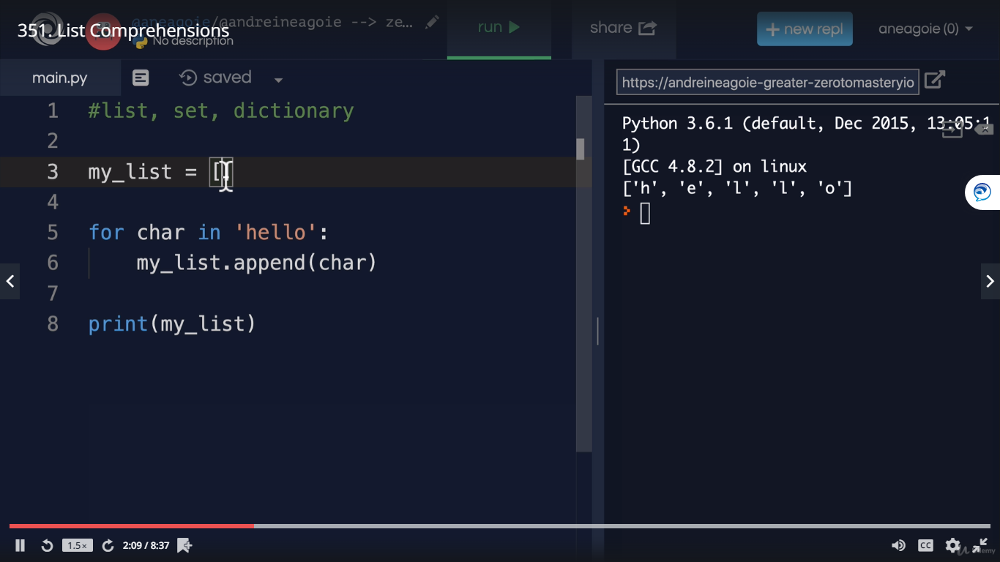 351. List Comprehensions
@aneagoie/@andreineagoie --> ze...
No description
run
share
+ new repl
aneagoie (0)
main.py
saved
https://andreineagoie-greater-zerotomasteryio
1 #list, set, dictionary
2
3 my_list = []
4
5 for char in 'hello':
6 my_list.append(char)
7
8 print(my_list)
Python 3.6.1 (default, Dec 2015, 13:05:1
1)
[GCC 4.8.2] on linux
['h', 'e', 'l', 'l', 'o']
1.5×
2:09 / 8:37
CC
Udemy